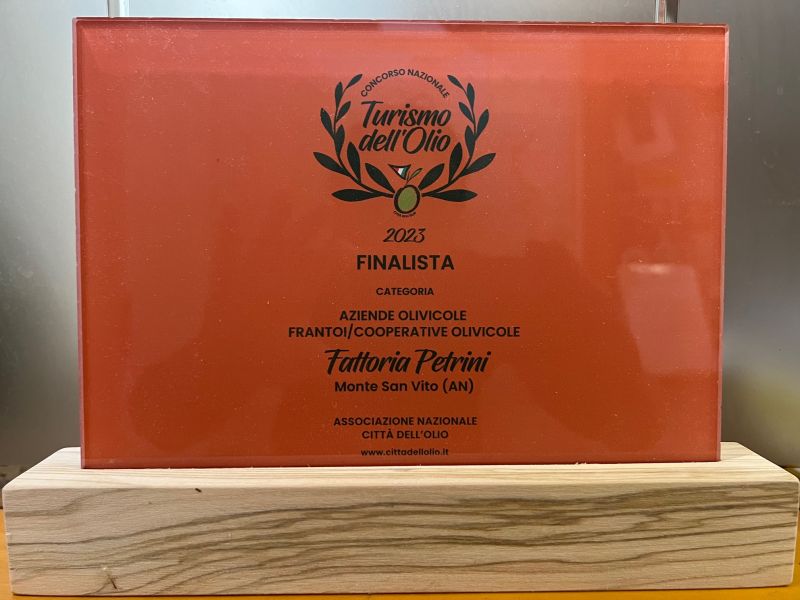 CONCORSO NAZIONALE
Turismo
dell'Olio
2023
FINALISTA
CATEGORIA
AZIENDE OLIVICOLE
FRANTOI/COOPERATIVE OLIVICOLE
Fattoria Petrini
Monte San Vito (AN)
ASSOCIAZIONE NAZIONALE
CITTÀ DELL'OLIO
www.cittadellolio.it